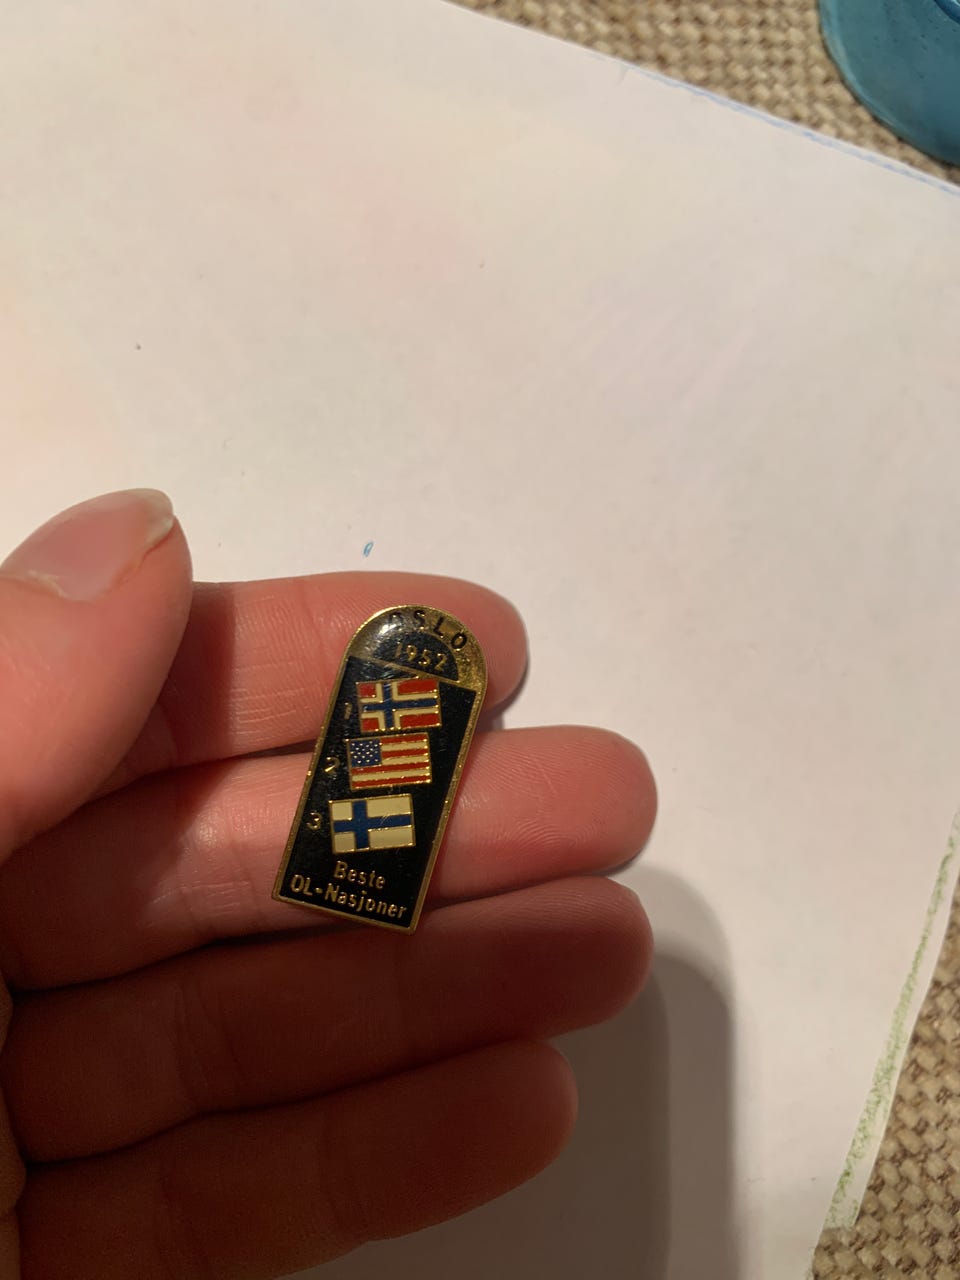 OSLO
1952
1
2
3
Beste
OL-Nasjoner